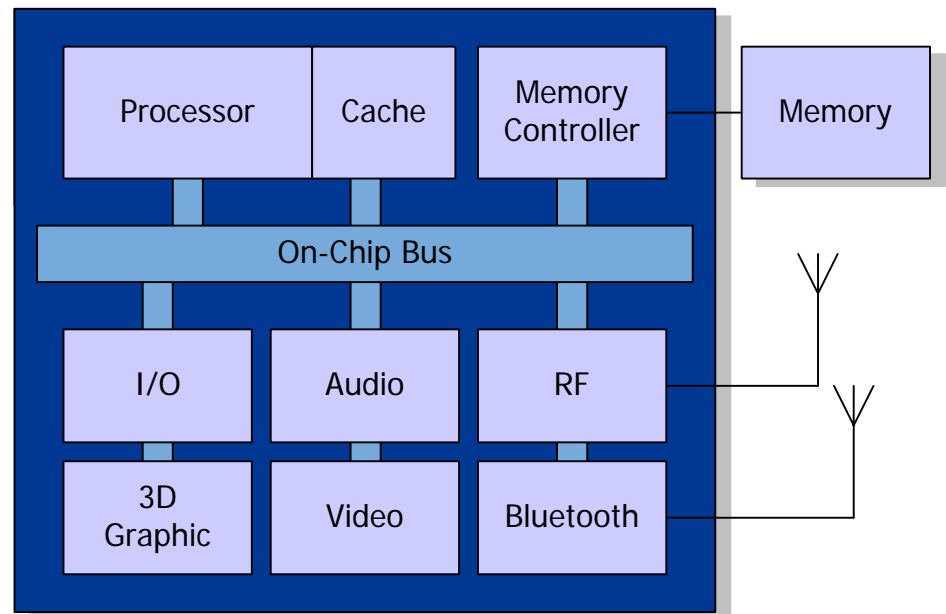 Processor
Cache
Memory
Controller
Memory
On-Chip Bus
I/O
Audio
RF
3D
Graphic
Video
Bluetooth